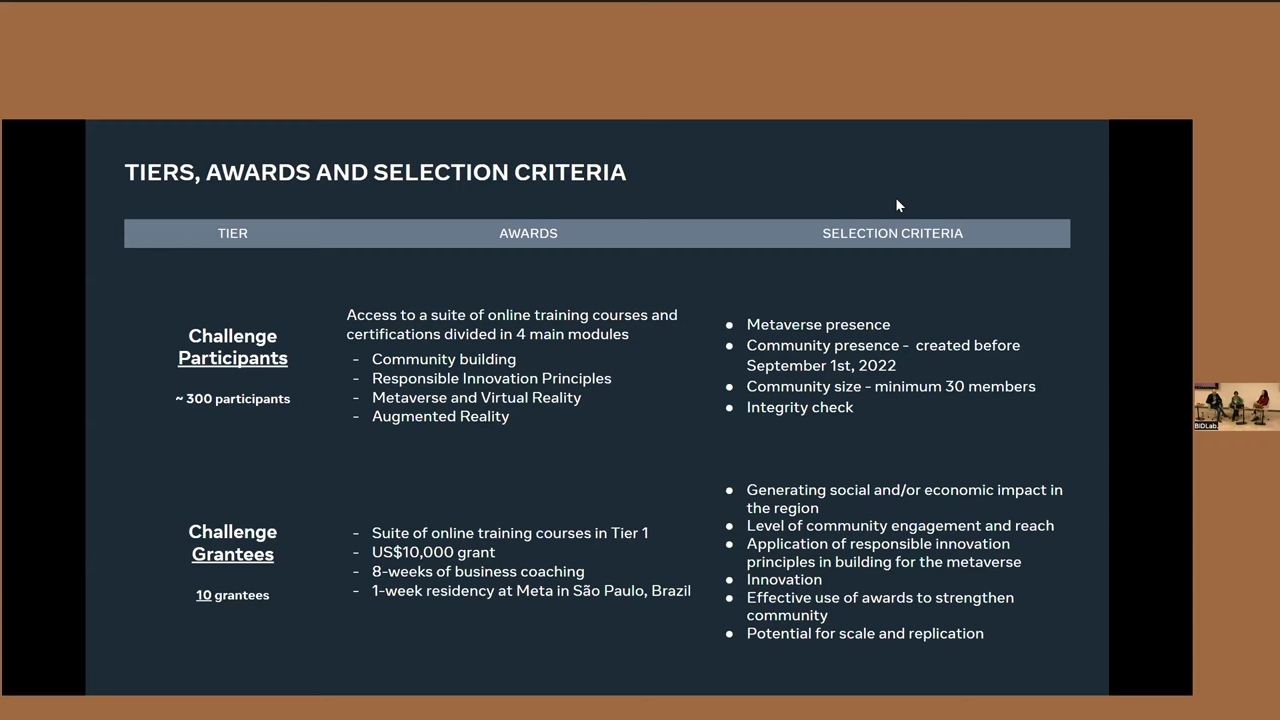 TIERS, AWARDS AND SELECTION CRITERIA
TIER
AWARDS
SELECTION CRITERIA
Challenge
Participants
~ 300 participants
Access to a suite of online training courses and
certifications divided in 4 main modules
- Community building
- Responsible Innovation Principles
- Metaverse and Virtual Reality
- Augmented Reality
● Metaverse presence
● Community presence - created before
September 1st, 2022
● Community size - minimum 30 members
● Integrity check
Challenge
Grantees
10 grantees
- Suite of online training courses in Tier 1
- US$10,000 grant
- 8-weeks of business coaching
- 1-week residency at Meta in São Paulo, Brazil
● Generating social and/or economic impact in
the region
● Level of community engagement and reach
● Application of responsible innovation
principles in building for the metaverse
● Innovation
● Effective use of awards to strengthen
community
● Potential for scale and replication
BIDLab